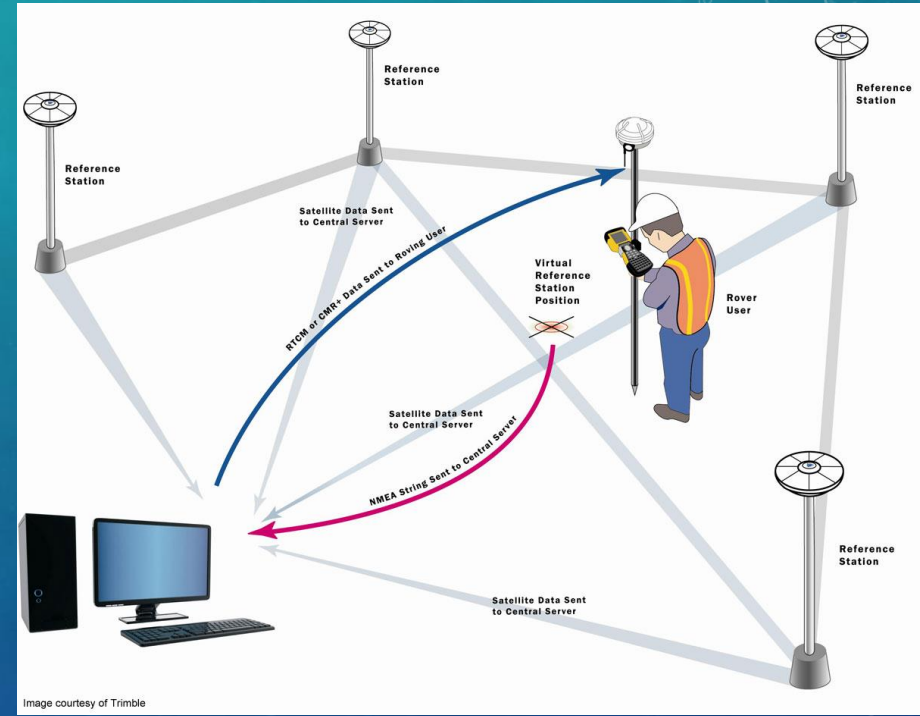 Reference
Station
Reference
Station
Reference
Station
Satellite Data Sent
to Central Server
RTCM or CMR+ Data Sent to Roving User
Virtual
Reference
Station
Position
Rover
User
Satellite Data Sent
to Central Server
NMEA String Sent to Central Server
Reference
Station
Satellite Data Sent
to Central Server
Image courtesy of Trimble